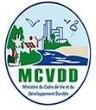 MCVDD
Ministère du Cadre de Vie et du
Développement Durable